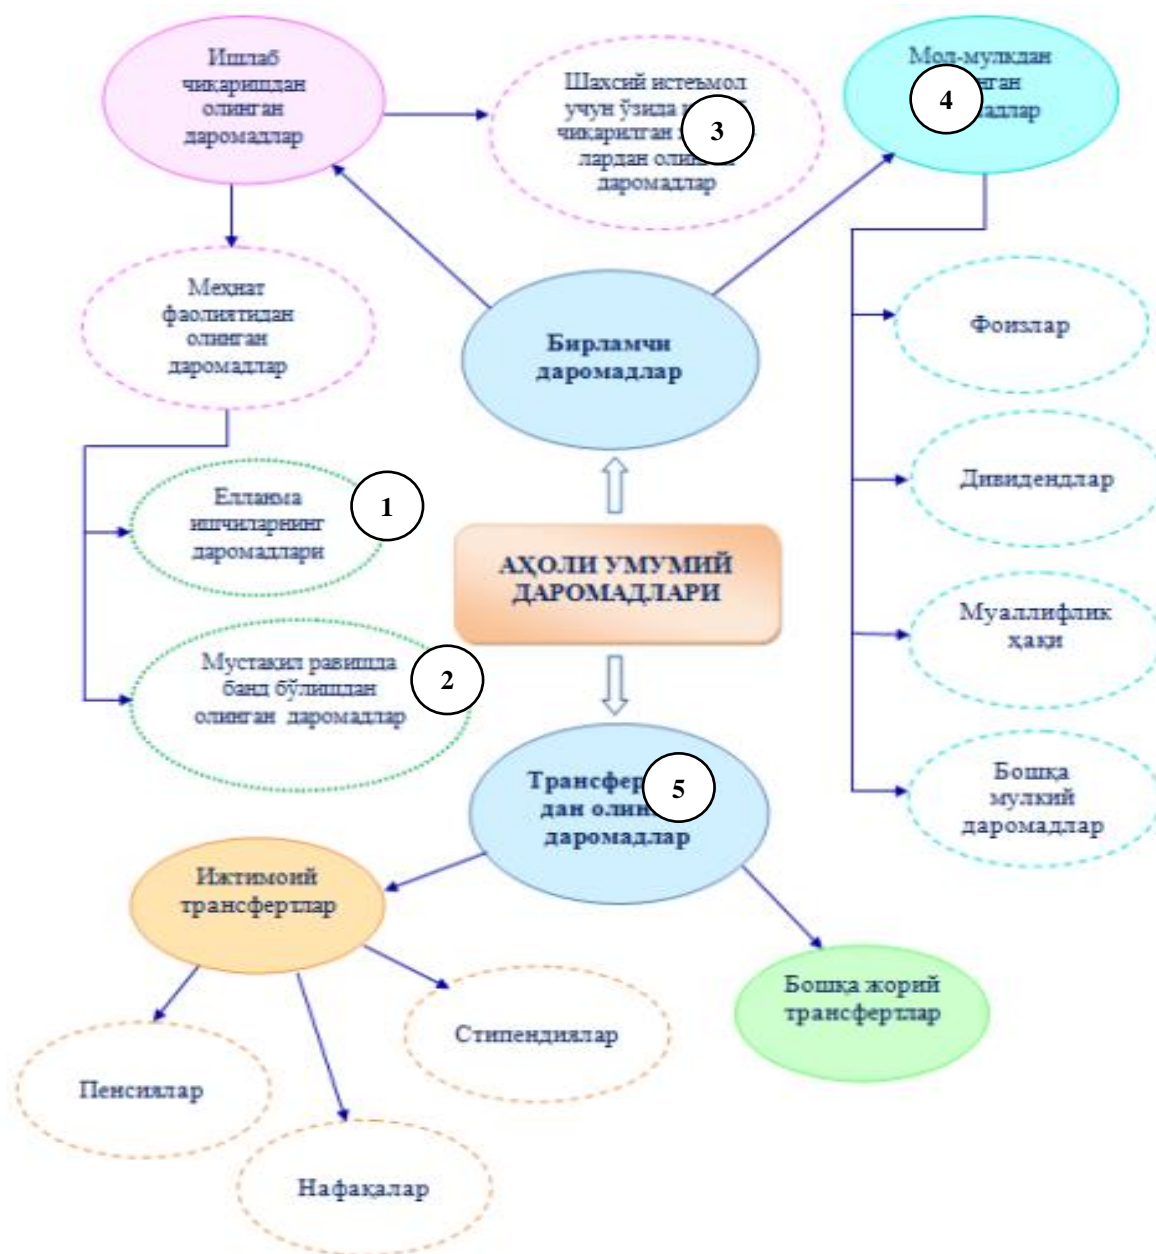 Ишлаб
чиқаришдан
олинган
даромадлар
Шахсий истеъмол
учун ўзида
чиқарилган
лардан
даромадлар
3
Мол-мулкдан
4
Меҳнат
фаолиятидан
олинган
даромадлар
Бирламчи
даромадлар
Фоизлар
Ёлланма
ишчиларнинг
даромадлари
1
АҲОЛИ УМУМИЙ
ДАРОМАДЛАРИ
Дивидендлар
Мустақил равишда
банд бўлишдан
олинган даромадлар
2
Муаллифлик
ҳақи
Бошқа
мулкий
даромадлар
дан
даромадлар
5
Ижтимоий
трансфертлар
Бошқа жорий
трансфертлар
Стипендиялар
Пенсиялар
Нафақалар